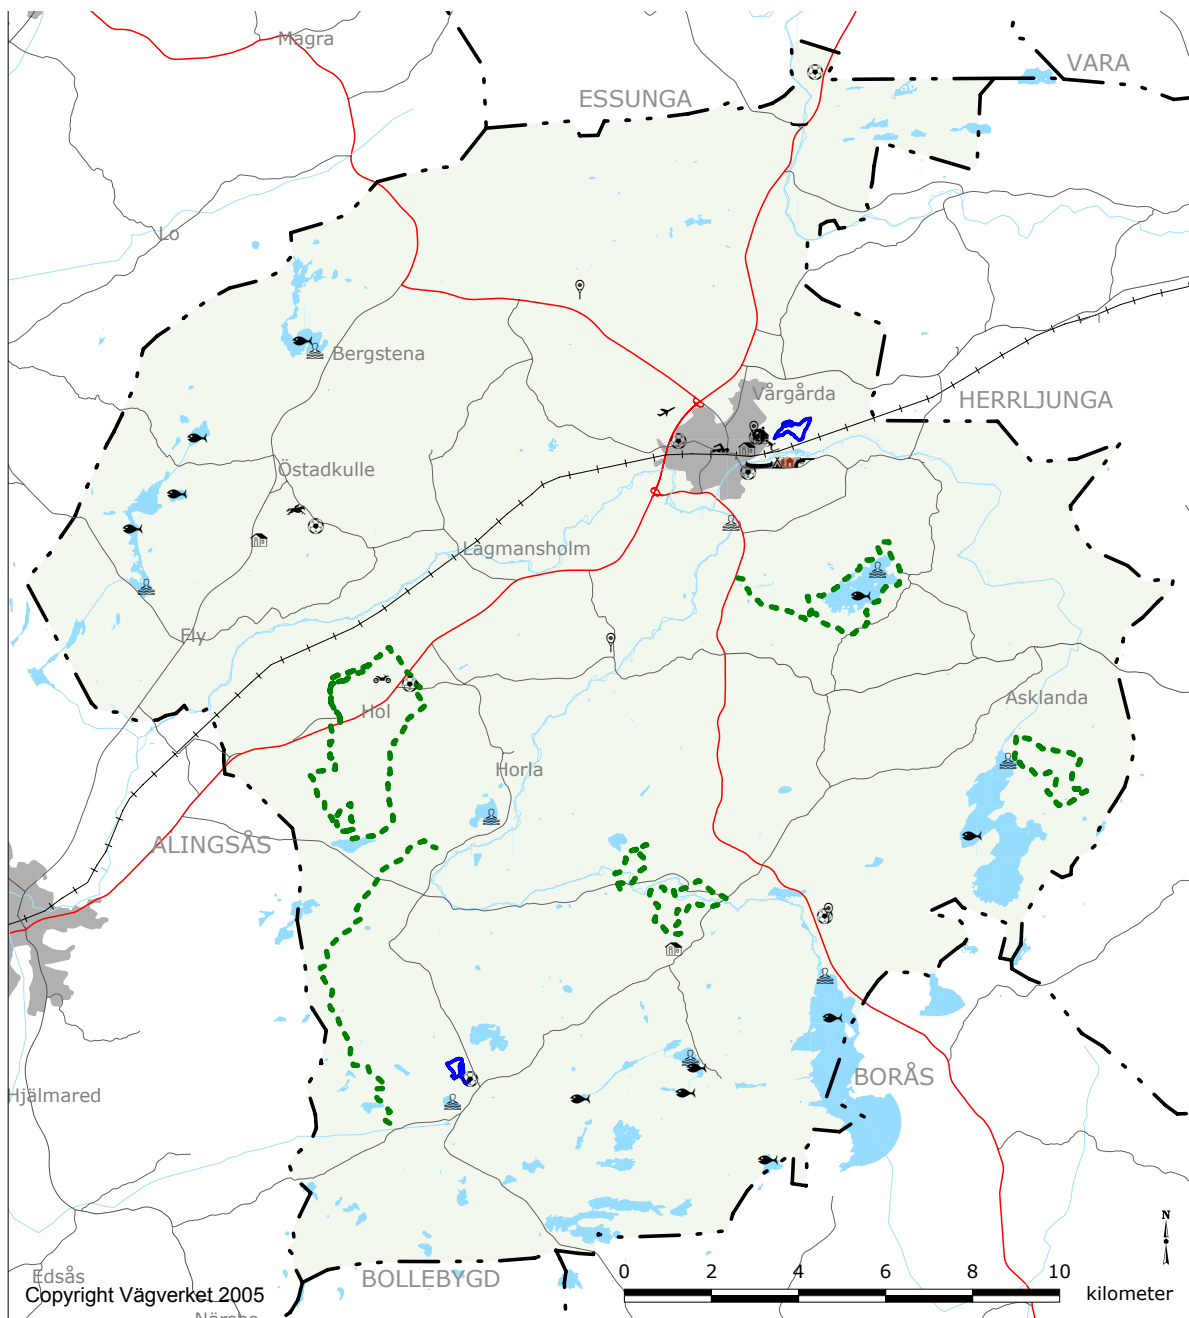 Magra
VARA
ESSUNGA
Lo
Bergstena
Vårgårda
HERRLJUNGA
Östadkulle
Lagmansholm
Fly
Asklanda
Hol
Horla
ALINGSÅS
BORÅS
Hjälmared
N
Edsås
BOLLEBYGD
0 2 4 6 8 10
kilometer
Copyright Vägverket 2005